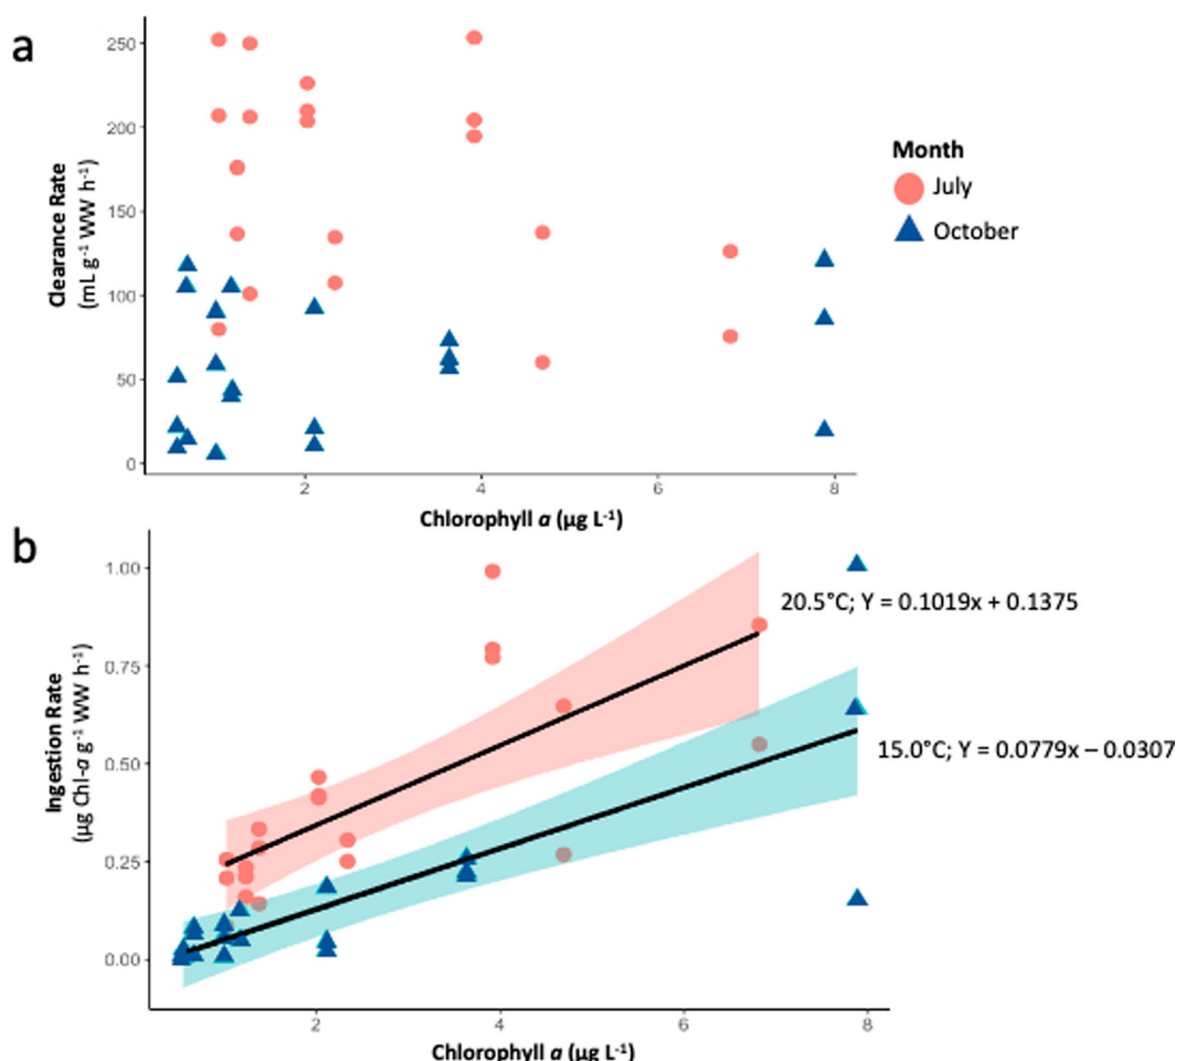 a
250
200
150
100
50
0
Clearance Rate
(mL g⁻¹ WW h⁻¹)
2 4 6 8
Chlorophyll a (µg L⁻¹)
Month
July
October
b
1.00
0.75
0.50
0.25
0.00
Ingestion Rate
(µg Chl-a g⁻¹ WW h⁻¹)
20.5°C; Y = 0.1019x + 0.1375
15.0°C; Y = 0.0779x – 0.0307
2 4 6 8
Chlorophyll a (µg L⁻¹)